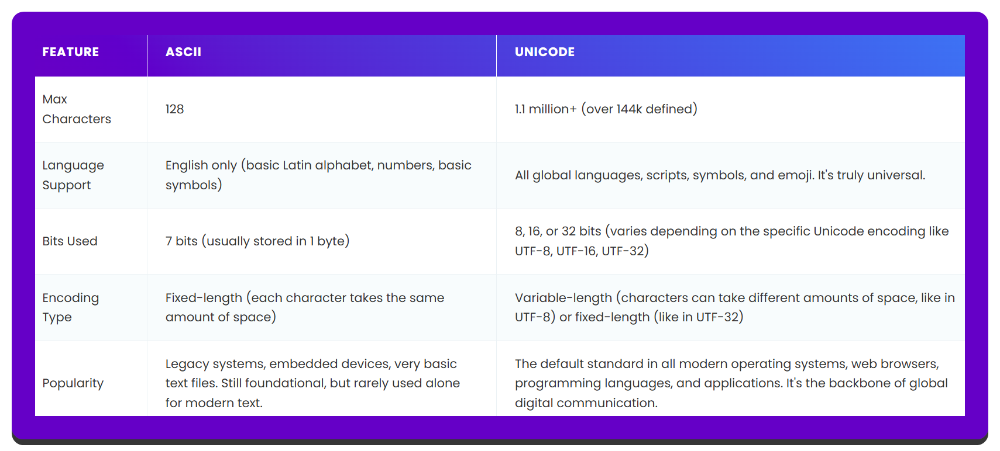 FEATURE
ASCII
UNICODE
Max
Characters
128
1.1 million+ (over 144k defined)
Language
Support
English only (basic Latin alphabet, numbers, basic
symbols)
All global languages, scripts, symbols, and emoji. It's truly universal.
Bits Used
7 bits (usually stored in 1 byte)
8, 16, or 32 bits (varies depending on the specific Unicode encoding like
UTF-8, UTF-16, UTF-32)
Encoding
Type
Fixed-length (each character takes the same
amount of space)
Variable-length (characters can take different amounts of space, like in
UTF-8) or fixed-length (like in UTF-32)
Popularity
Legacy systems, embedded devices, very basic
text files. Still foundational, but rarely used alone
for modern text.
The default standard in all modern operating systems, web browsers,
programming languages, and applications. It's the backbone of global
digital communication.